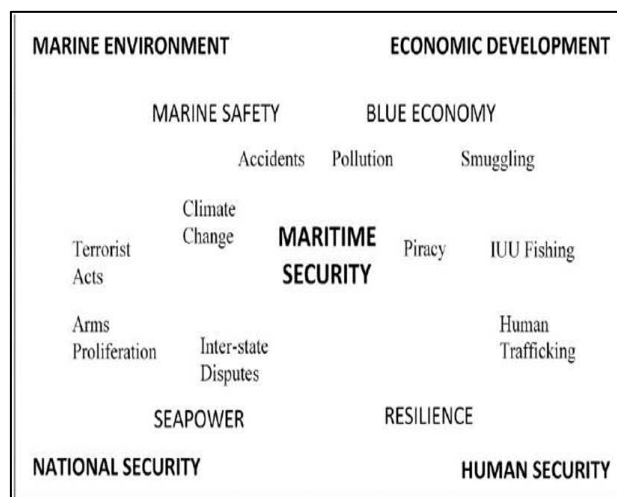 MARINE ENVIRONMENT ECONOMIC DEVELOPMENT
MARINE SAFETY BLUE ECONOMY
Accidents Pollution Smuggling
Climate
Change
MARITIME
SECURITY
Piracy IUU Fishing
Terrorist
Acts
Arms
Proliferation
Inter-state
Disputes
Human
Trafficking
SEAPOWER RESILIENCE
NATIONAL SECURITY HUMAN SECURITY